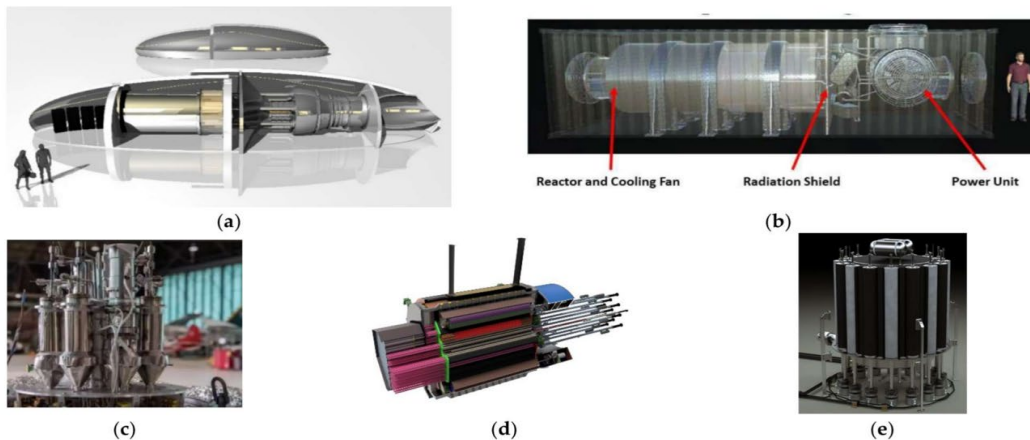 (a)
Reactor and Cooling Fan Radiation Shield Power Unit
(b)
(c)
(d)
(e)